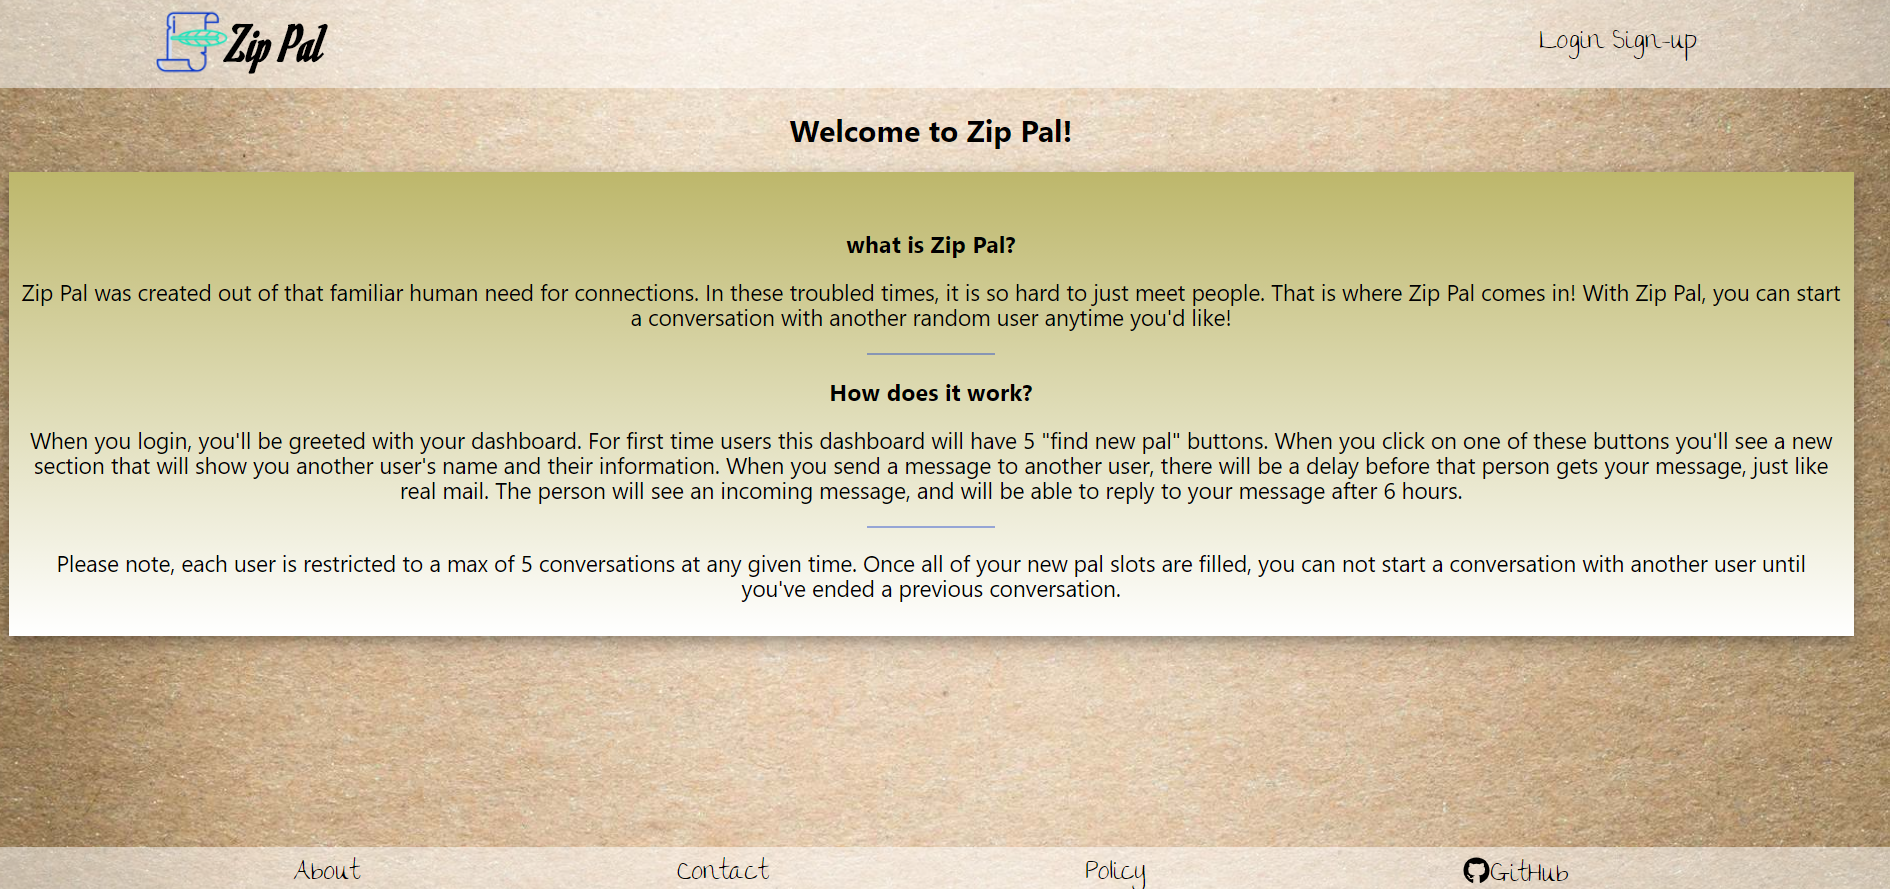 Zip Pal
Login Sign-up
Welcome to Zip Pal!
what is Zip Pal?
Zip Pal was created out of that familiar human need for connections. In these troubled times, it is so hard to just meet people. That is where Zip Pal comes in! With Zip Pal, you can start
a conversation with another random user anytime you'd like!
How does it work?
When you login, you'll be greeted with your dashboard. For first time users this dashboard will have 5 "find new pal" buttons. When you click on one of these buttons you'll see a new
section that will show you another user's name and their information. When you send a message to another user, there will be a delay before that person gets your message, just like
real mail. The person will see an incoming message, and will be able to reply to your message after 6 hours.
Please note, each user is restricted to a max of 5 conversations at any given time. Once all of your new pal slots are filled, you can not start a conversation with another user until
you've ended a previous conversation.
About Contact Policy GitHub